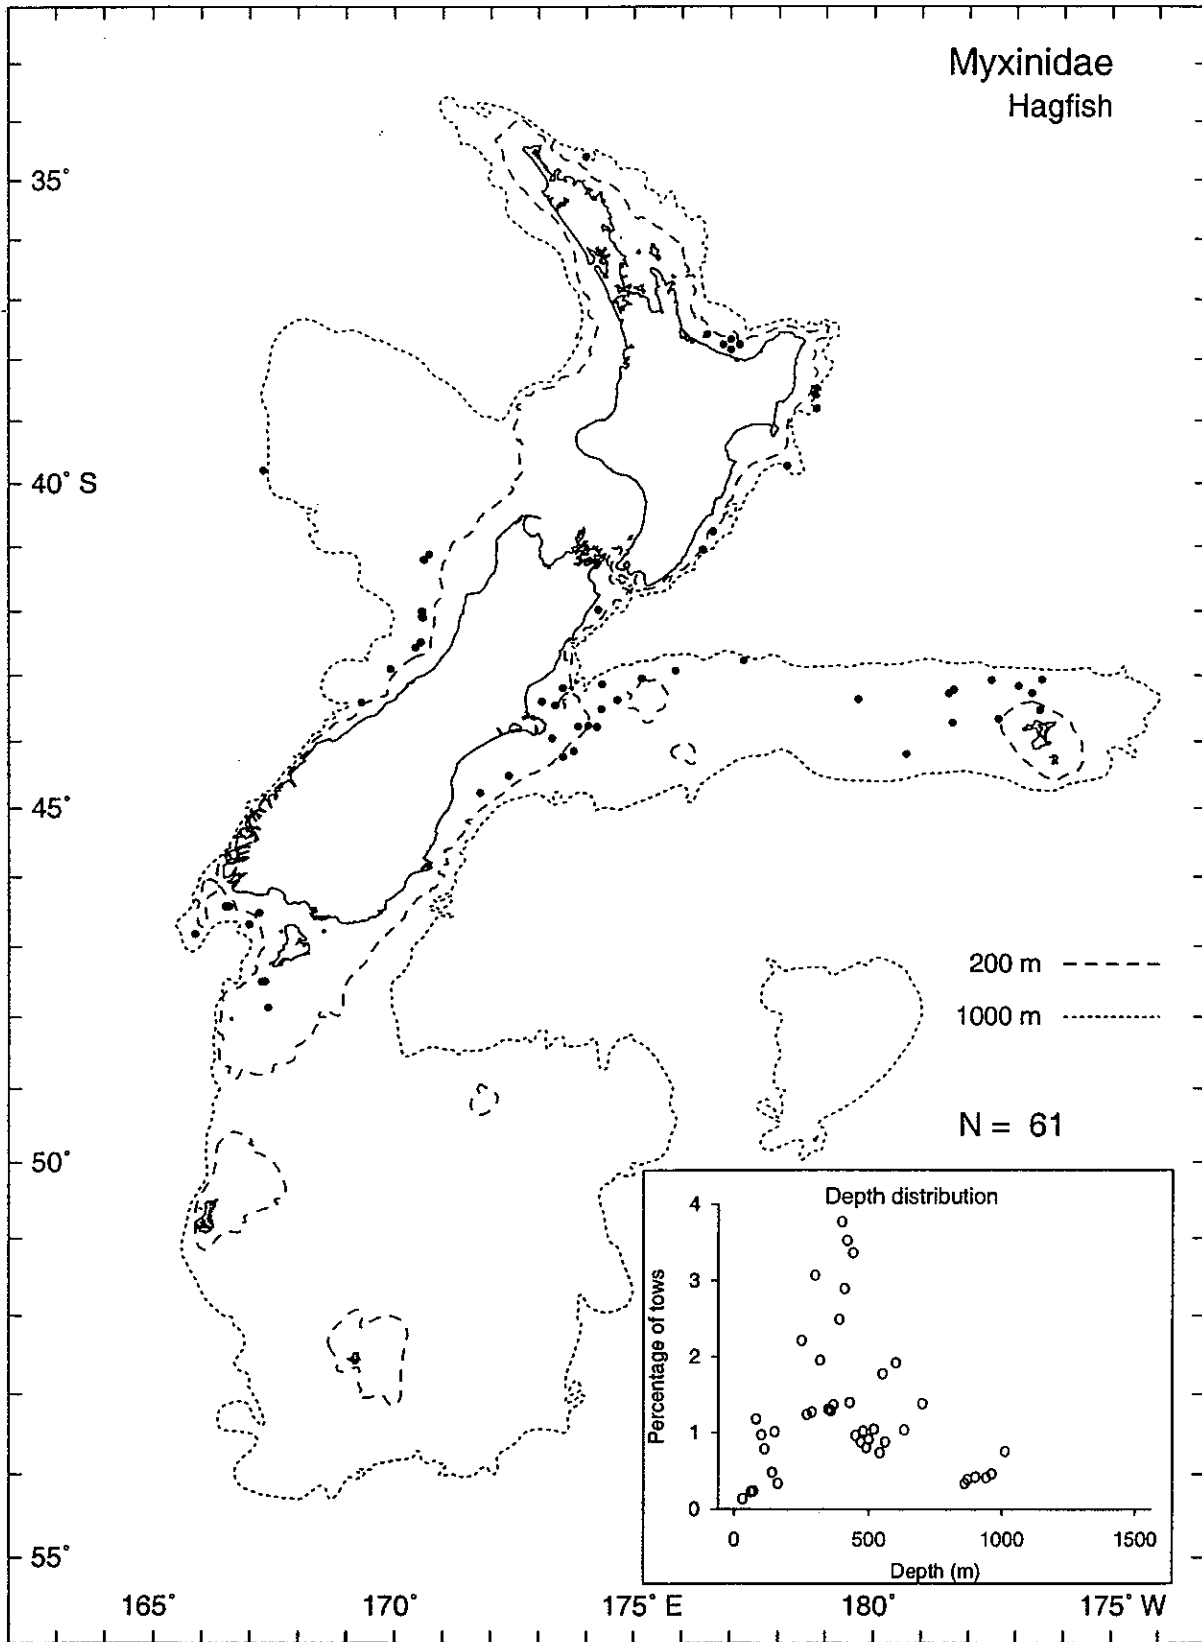 Myxinidae
Hagfish
35°
40° S
45°
200 m
1000 m
N = 61
50°
Depth distribution
Percentage of tows
4
3
2
1
0
0 500 1000 1500
Depth (m)
55°
165° 170° 175° E 180° 175° W